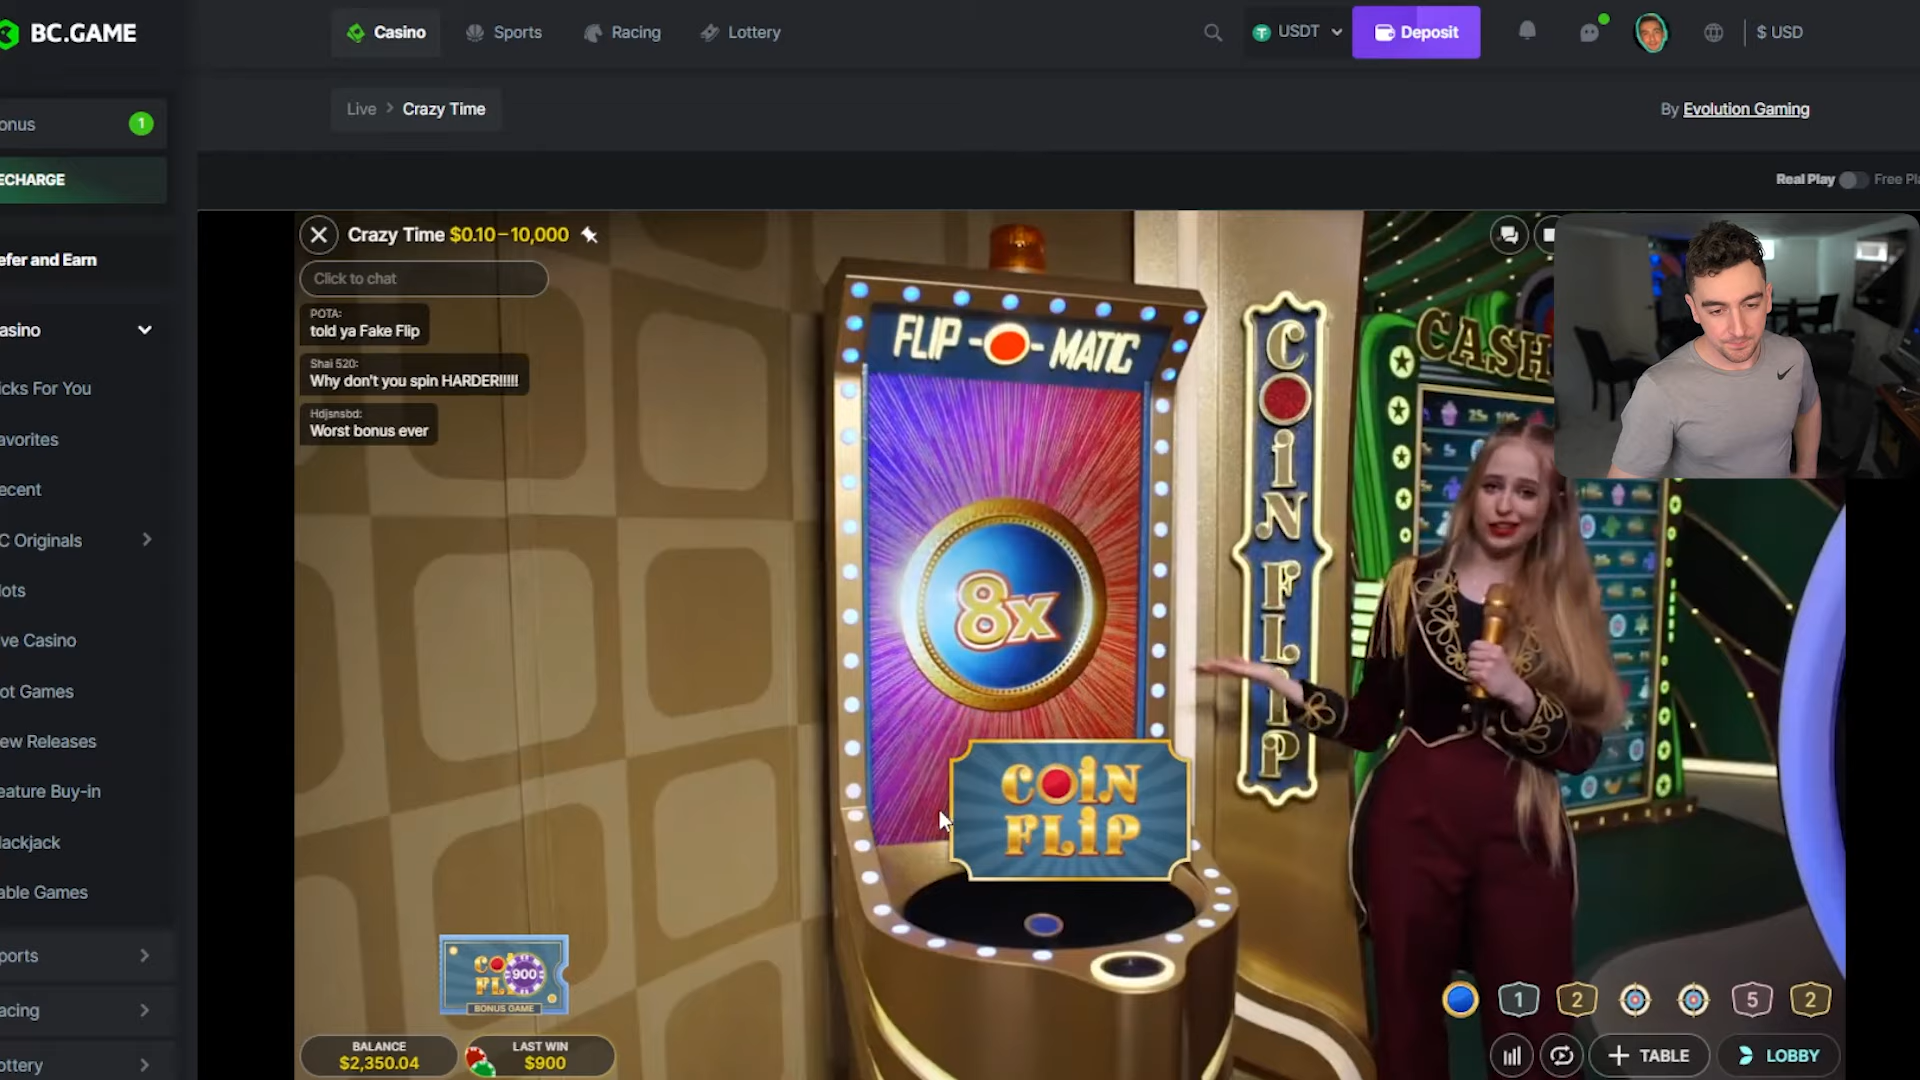 BC.GAME
Casino
Sports
Racing
Lottery
USDT
Deposit
$ USD
onus
1
ECHARGE
efer and Earn
asino
icks For You
avorites
ecent
C Originals
lots
ive Casino
ot Games
ew Releases
eature Buy-in
lackjack
able Games
ports
acing
ottery
Live > Crazy Time
By Evolution Gaming
Real Play
Free Pla
Crazy Time $0.10–10,000
Click to chat
POTA:
told ya Fake Flip
Shai 520:
Why don't you spin HARDER!!!!!
Hdjsnsbd:
Worst bonus ever
FLIP-O-MATIC
8x
COIN
FLIP
COIN FLIP
CASH
900
BONUS GAME
BALANCE
$2,350.04
LAST WIN
$900
1
2
5
2
+ TABLE
LOBBY